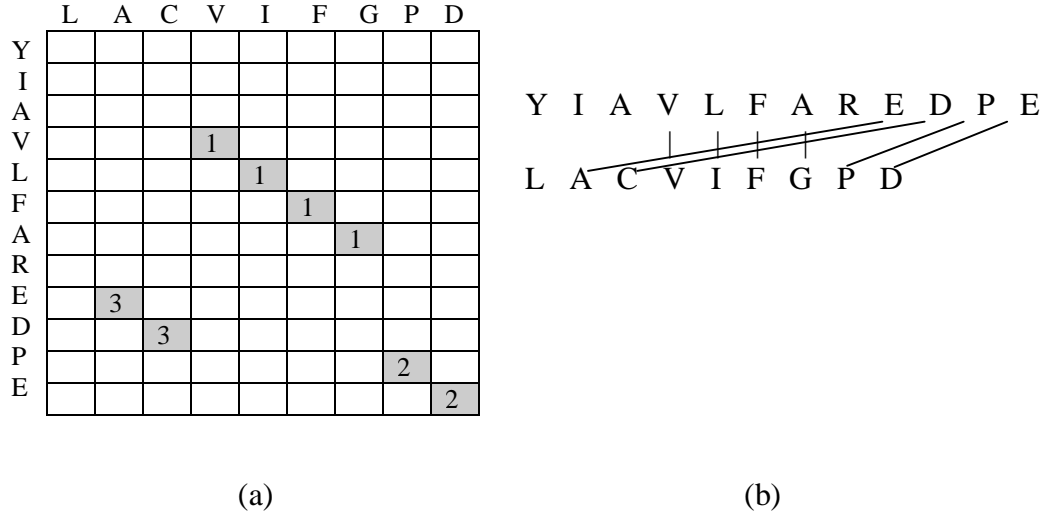 L A C V I F G P D
Y
I
A
V 1
L 1
F 1
A 1
R
E 3
D 3
P 2
E 2
(a)
Y I A V L F A R E D P E
L A C V I F G P D
(b)